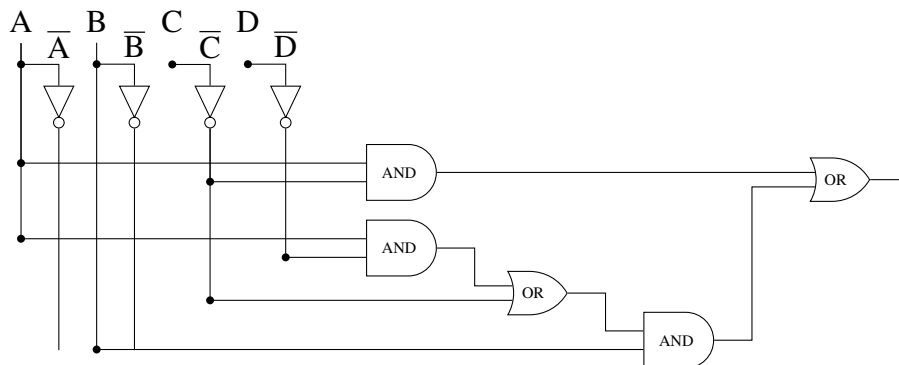 A B C D
A̅ B̅ C̅ D̅
AND
OR
AND
OR
AND